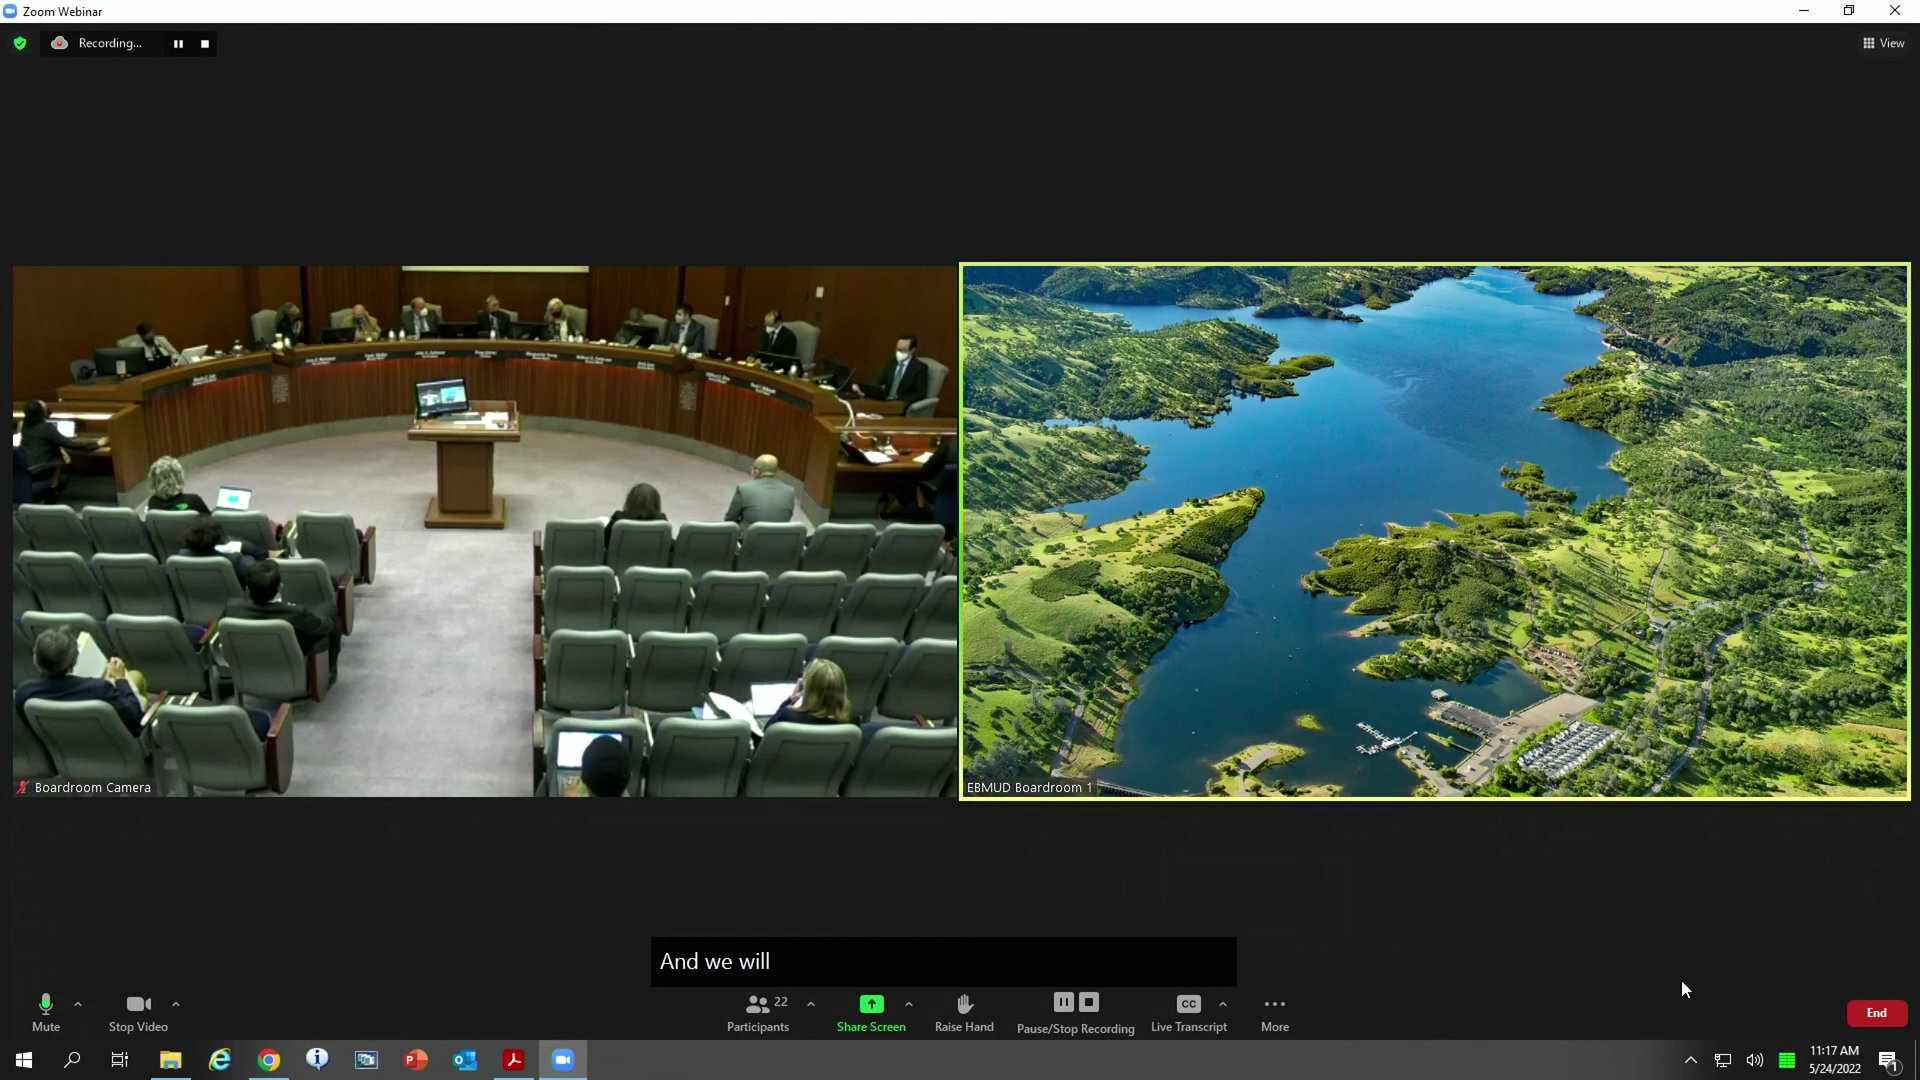 Zoom Webinar
Recording...
View
Boardroom Camera
EBMUD Boardroom 1
And we will
22
Mute
Stop Video
Participants
Share Screen
Raise Hand
Pause/Stop Recording
CC
Live Transcript
More
End
11:17 AM
5/24/2022
1